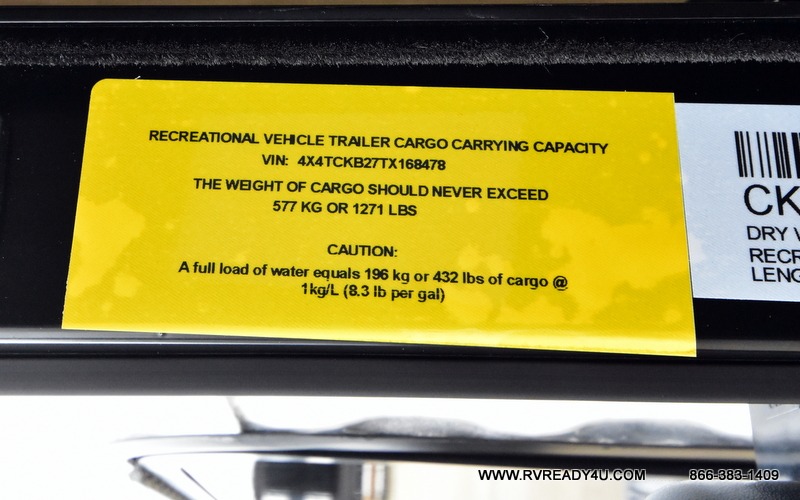 RECREATIONAL VEHICLE TRAILER CARGO CARRYING CAPACITY
VIN: 4X4TCKB27TX168478
THE WEIGHT OF CARGO SHOULD NEVER EXCEED
577 KG OR 1271 LBS
CAUTION:
A full load of water equals 196 kg or 432 lbs of cargo @
1kg/L (8.3 lb per gal)
CK
DRY
RECR
LENG
WWW.RVREADY4U.COM 866-383-1409